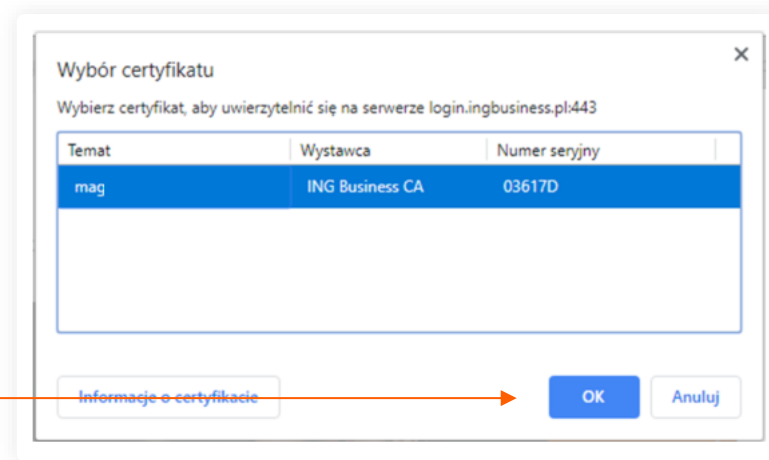 Wybór certyfikatu
Wybierz certyfikat, aby uwierzytelnić się na serwerze login.ingbusiness.pl:443
Temat Wystawca Numer seryjny
mag ING Business CA 03617D
Informacje o certyfikacie OK Anuluj